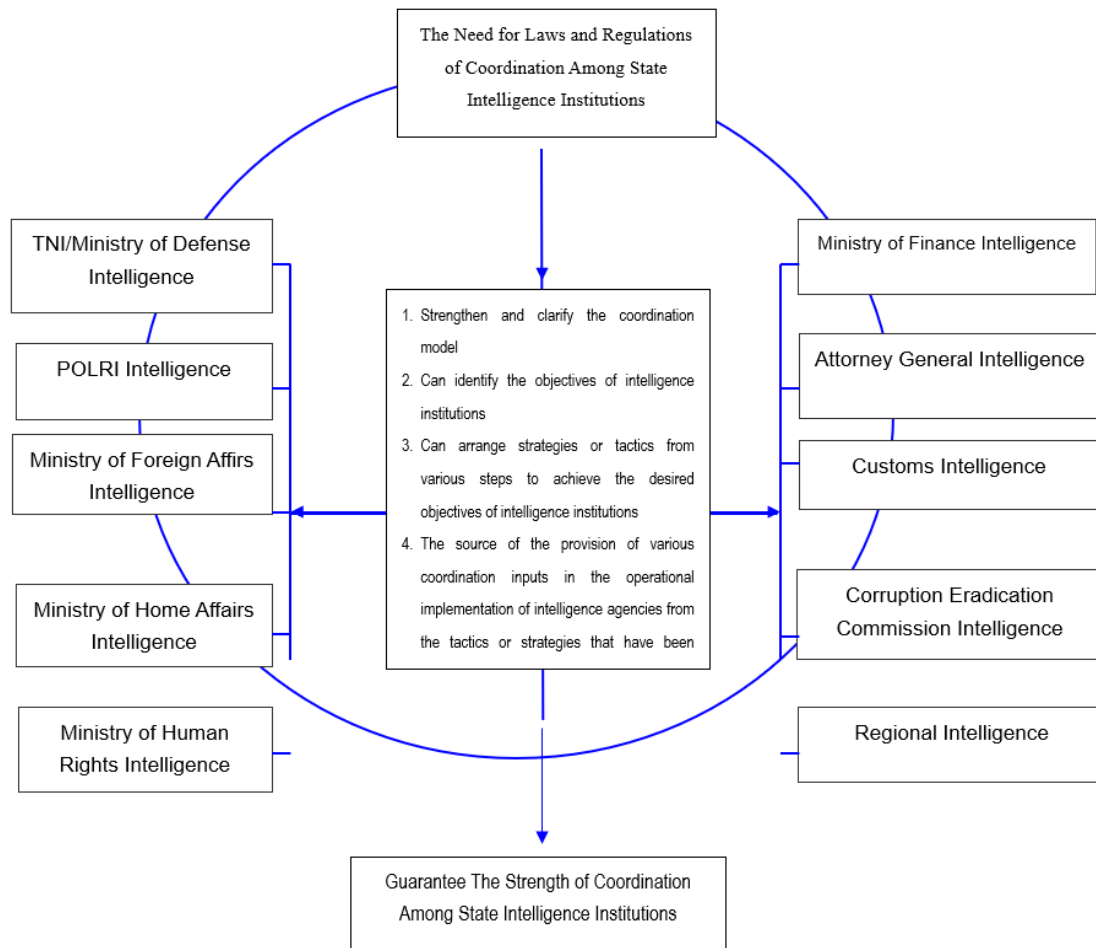 The Need for Laws and Regulations
of Coordination Among State
Intelligence Institutions
TNI/Ministry of Defense
Intelligence
POLRI Intelligence
Ministry of Foreign Affirs
Intelligence
Ministry of Home Affairs
Intelligence
Ministry of Human
Rights Intelligence
1. Strengthen and clarify the coordination
model
2. Can identify the objectives of intelligence
institutions
3. Can arrange strategies or tactics from
various steps to achieve the desired
objectives of intelligence institutions
4. The source of the provision of various
coordination inputs in the operational
implementation of intelligence agencies from
the tactics or strategies that have been
Ministry of Finance Intelligence
Attorney General Intelligence
Customs Intelligence
Corruption Eradication
Commission Intelligence
Regional Intelligence
Guarantee The Strength of Coordination
Among State Intelligence Institutions